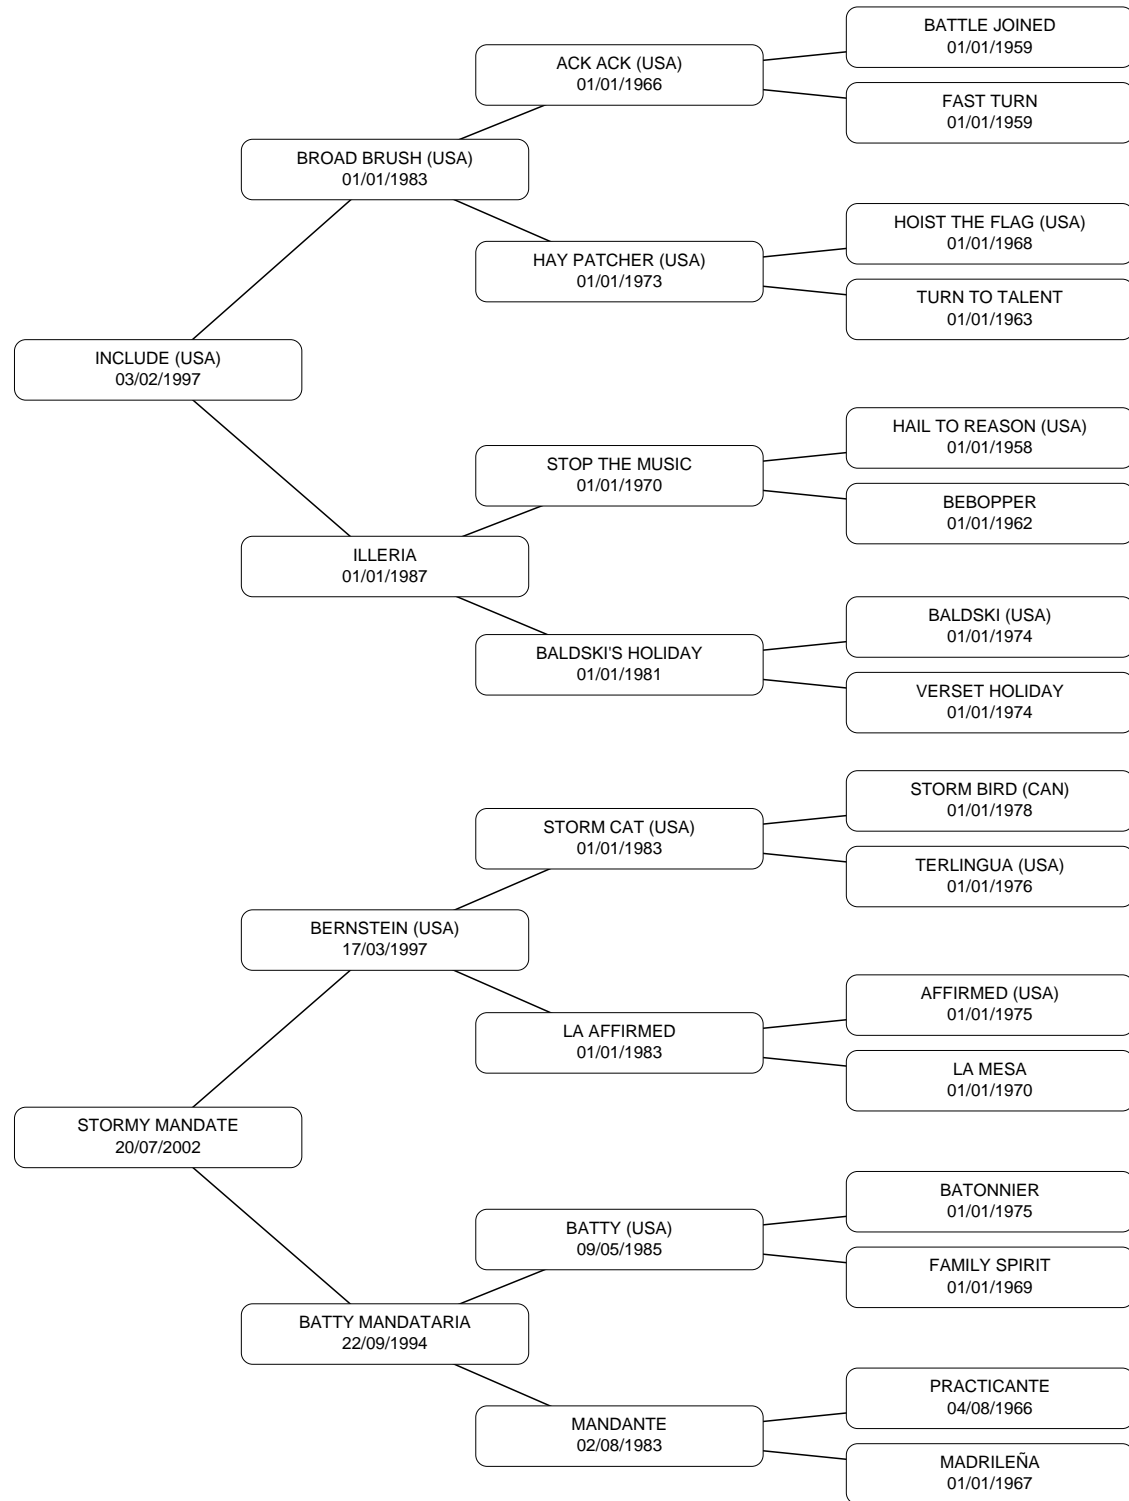 BATTLE JOINED
01/01/1959
ACK ACK (USA)
01/01/1966
FAST TURN
01/01/1959
BROAD BRUSH (USA)
01/01/1983
HOIST THE FLAG (USA)
01/01/1968
HAY PATCHER (USA)
01/01/1973
TURN TO TALENT
01/01/1963
INCLUDE (USA)
03/02/1997
HAIL TO REASON (USA)
01/01/1958
STOP THE MUSIC
01/01/1970
BEBOPPER
01/01/1962
ILLERIA
01/01/1987
BALDSKI (USA)
01/01/1974
BALDSKI'S HOLIDAY
01/01/1981
VERSET HOLIDAY
01/01/1974
STORM BIRD (CAN)
01/01/1978
STORM CAT (USA)
01/01/1983
TERLINGUA (USA)
01/01/1976
BERNSTEIN (USA)
17/03/1997
AFFIRMED (USA)
01/01/1975
LA AFFIRMED
01/01/1983
LA MESA
01/01/1970
STORMY MANDATE
20/07/2002
BATONNIER
01/01/1975
BATTY (USA)
09/05/1985
FAMILY SPIRIT
01/01/1969
BATTY MANDATARIA
22/09/1994
PRACTICANTE
04/08/1966
MANDANTE
02/08/1983
MADRILEÑA
01/01/1967